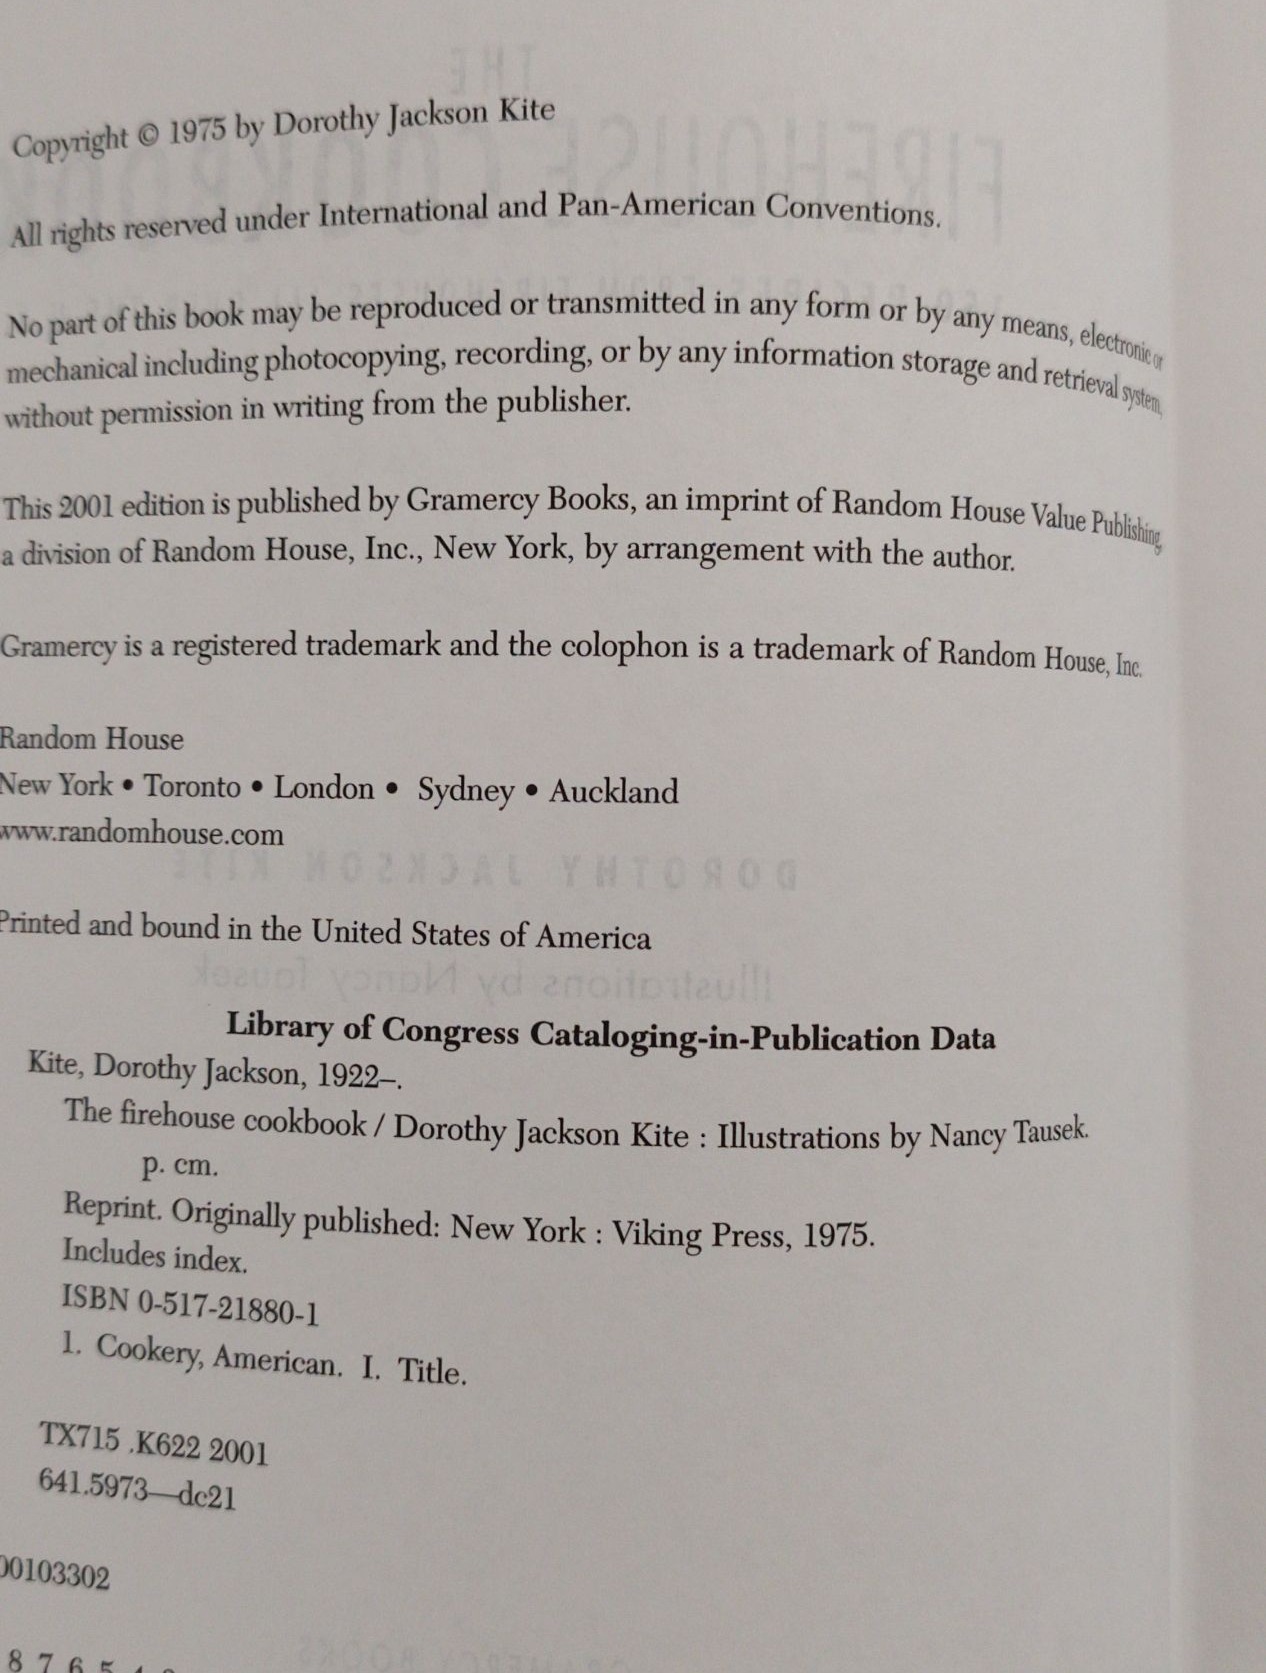 Copyright © 1975 by Dorothy Jackson Kite
All rights reserved under International and Pan-American Conventions.
No part of this book may be reproduced or transmitted in any form or by any means, electronic or
mechanical including photocopying, recording, or by any information storage and retrieval system,
without permission in writing from the publisher.
This 2001 edition is published by Gramercy Books, an imprint of Random House Value Publishing,
a division of Random House, Inc., New York, by arrangement with the author.
Gramercy is a registered trademark and the colophon is a trademark of Random House, Inc.
Random House
New York • Toronto • London • Sydney • Auckland
www.randomhouse.com
Printed and bound in the United States of America
Library of Congress Cataloging-in-Publication Data
Kite, Dorothy Jackson, 1922–.
The firehouse cookbook / Dorothy Jackson Kite : Illustrations by Nancy Tausek.
p. cm.
Reprint. Originally published: New York : Viking Press, 1975.
Includes index.
ISBN 0-517-21880-1
1. Cookery, American. I. Title.
TX715 .K622 2001
641.5973—dc21
00103302
8 7 6 5